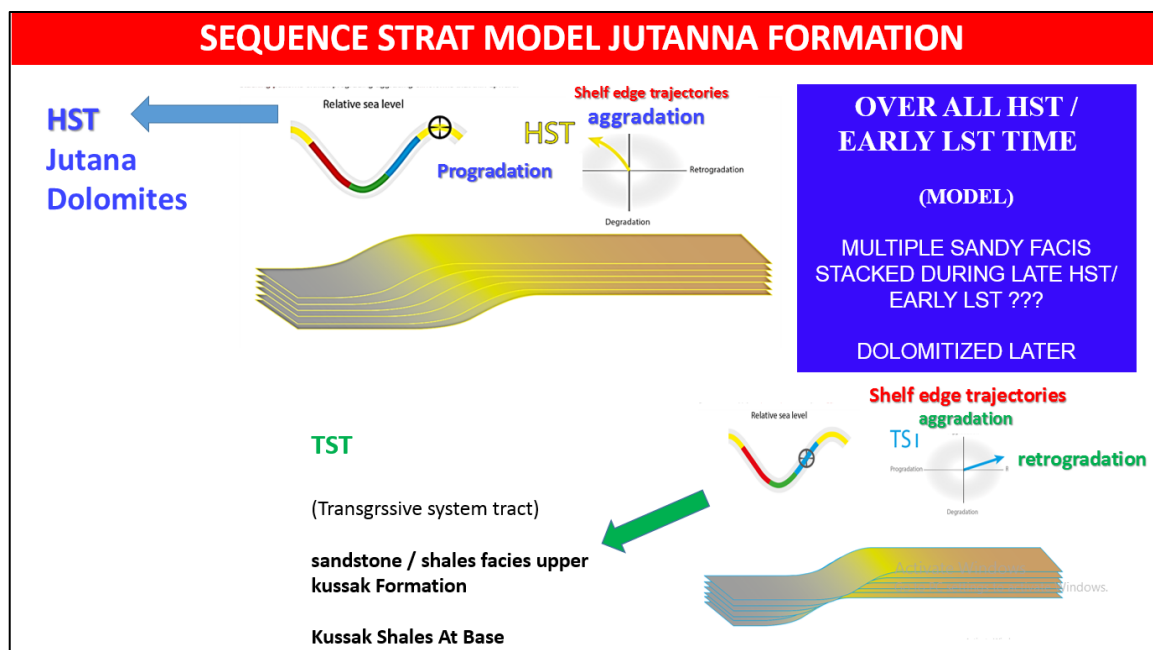 SEQUENCE STRAT MODEL JUTANNA FORMATION
HST
Jutana
Dolomites
Relative sea level
Progradation
Shelf edge trajectories
aggradation
HST
Retrogradation
Degradation
OVER ALL HST /
EARLY LST TIME
(MODEL)
MULTIPLE SANDY FACIS
STACKED DURING LATE HST/
EARLY LST ???
DOLOMITIZED LATER
TST
(Transgrssive system tract)
sandstone / shales facies upper
kussak Formation
Kussak Shales At Base
Relative sea level
Shelf edge trajectories
aggradation
TS
Progradation
R
retrogradation
Degradation
Windows.